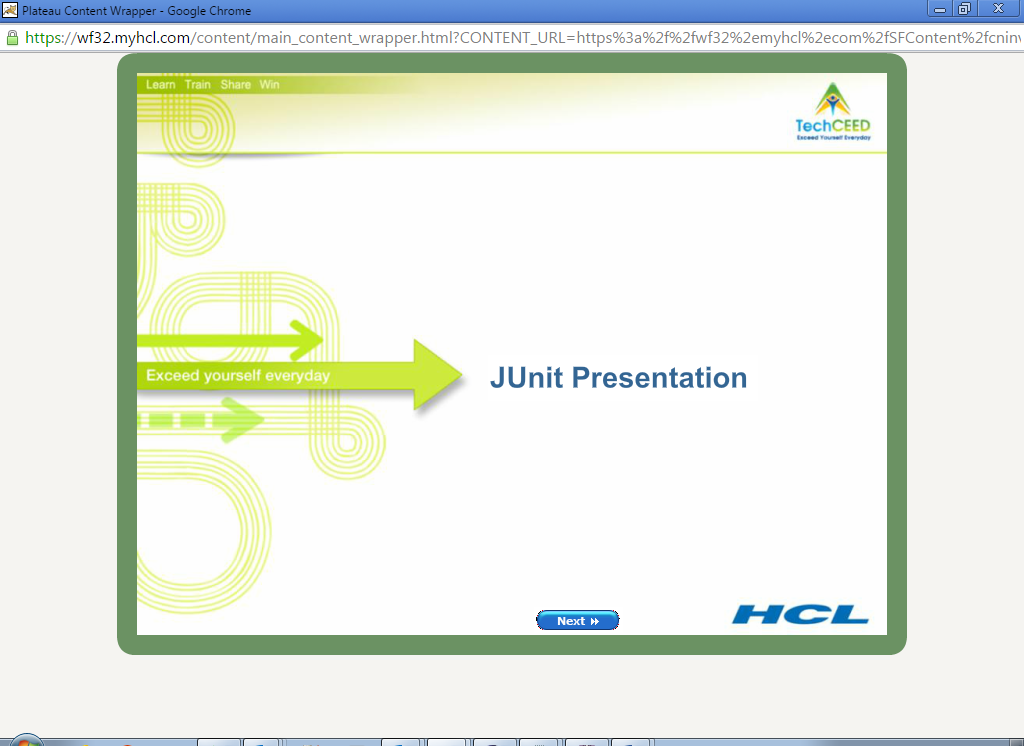 Plateau Content Wrapper - Google Chrome
https://wf32.myhcl.com/content/main_content_wrapper.html?CONTENT_URL=https%3a%2f%2fwf32%2emyhcl%2ecom%2fSFContent%2fcninv
Learn Train Share Win
TechCEED
Exceed Yourself Everyday
Exceed yourself everyday
JUnit Presentation
Next
HCL